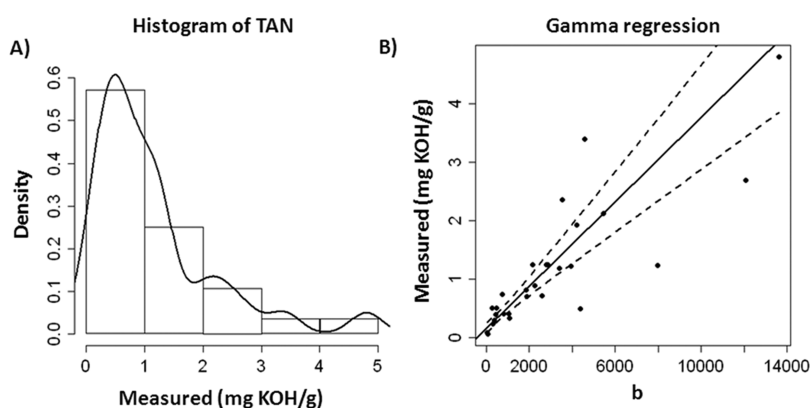 Histogram of TAN
A)
Density
0.0 0.1 0.2 0.3 0.4 0.5 0.6
0 1 2 3 4 5
Measured (mg KOH/g)
Gamma regression
B)
Measured (mg KOH/g)
0 1 2 3 4
0 2000 6000 10000 14000
b